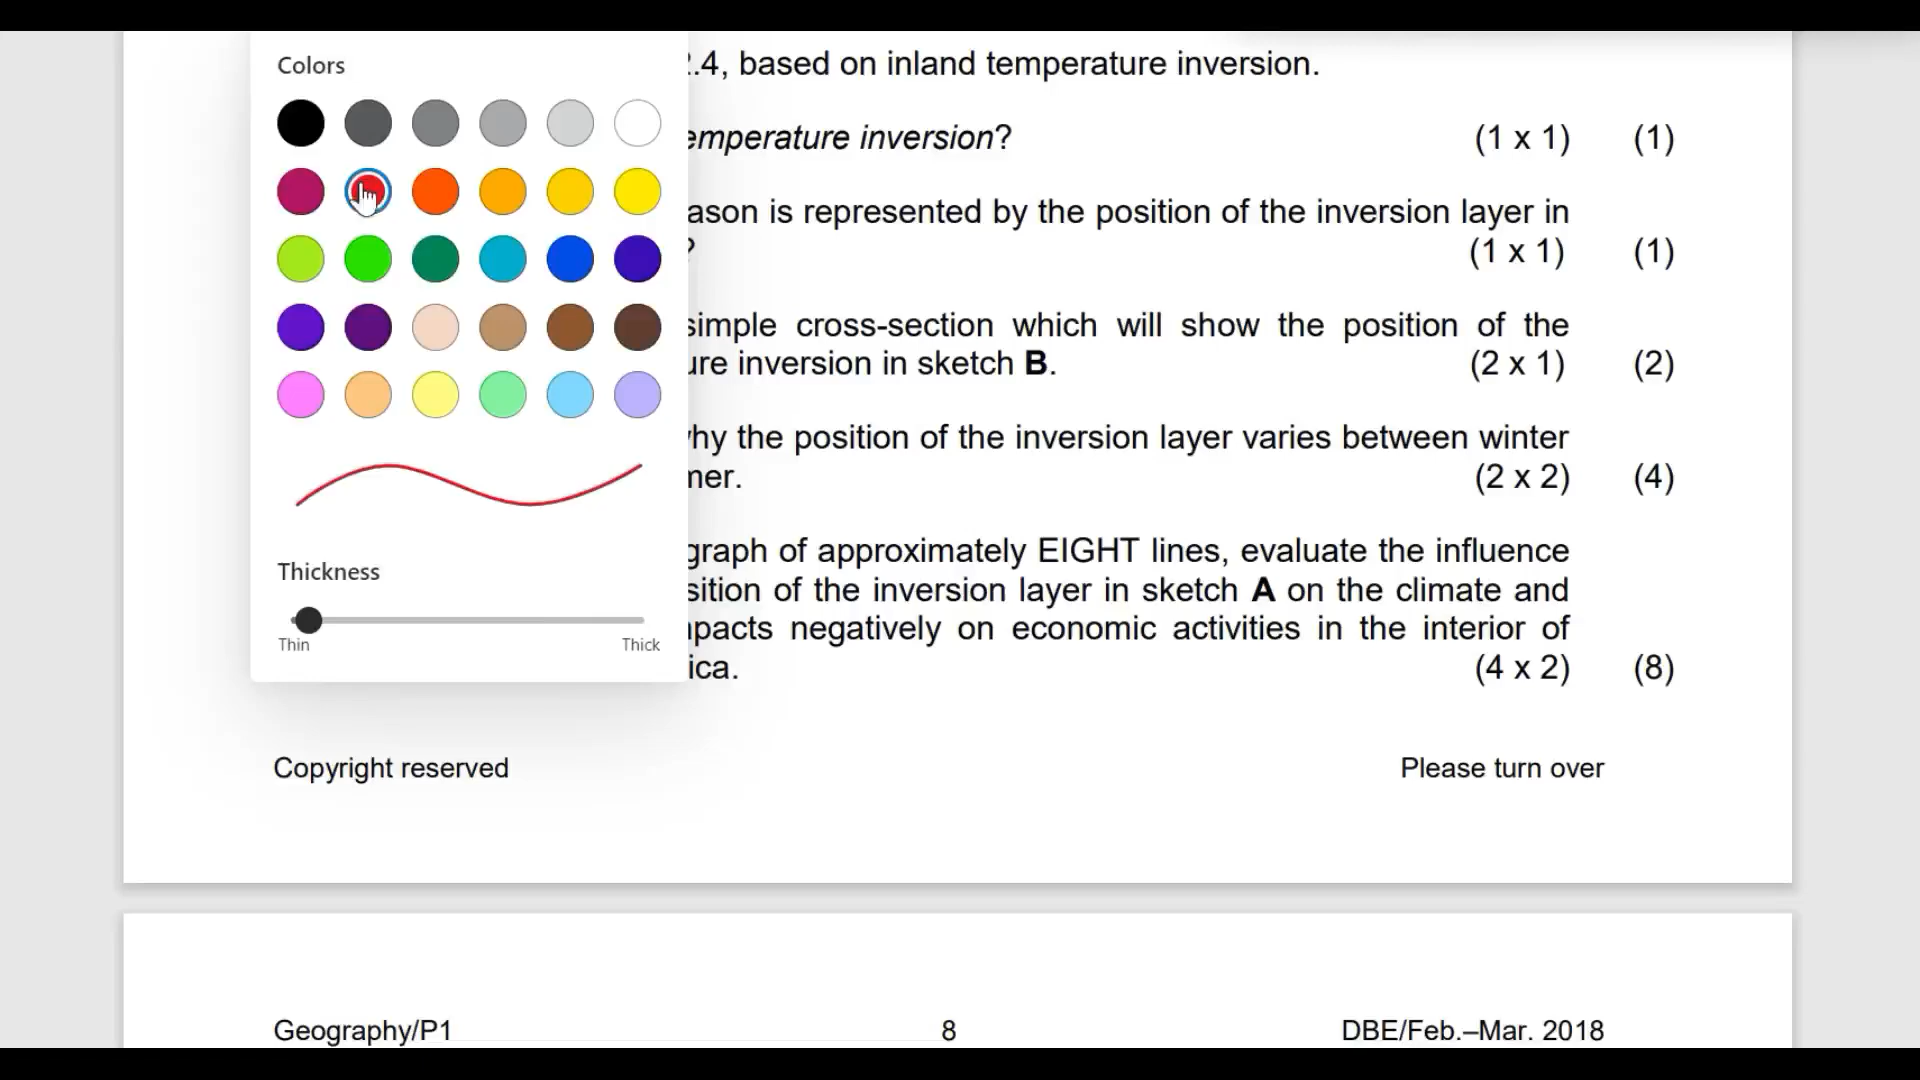 Colors
Thickness
Thin Thick
.4, based on inland temperature inversion.
emperature inversion? (1 x 1) (1)
ason is represented by the position of the inversion layer in
? (1 x 1) (1)
simple cross-section which will show the position of the
ure inversion in sketch B. (2 x 1) (2)
hy the position of the inversion layer varies between winter
mer. (2 x 2) (4)
graph of approximately EIGHT lines, evaluate the influence
sition of the inversion layer in sketch A on the climate and
pacts negatively on economic activities in the interior of
ica. (4 x 2) (8)
Copyright reserved Please turn over
Geography/P1 8 DBE/Feb.–Mar. 2018